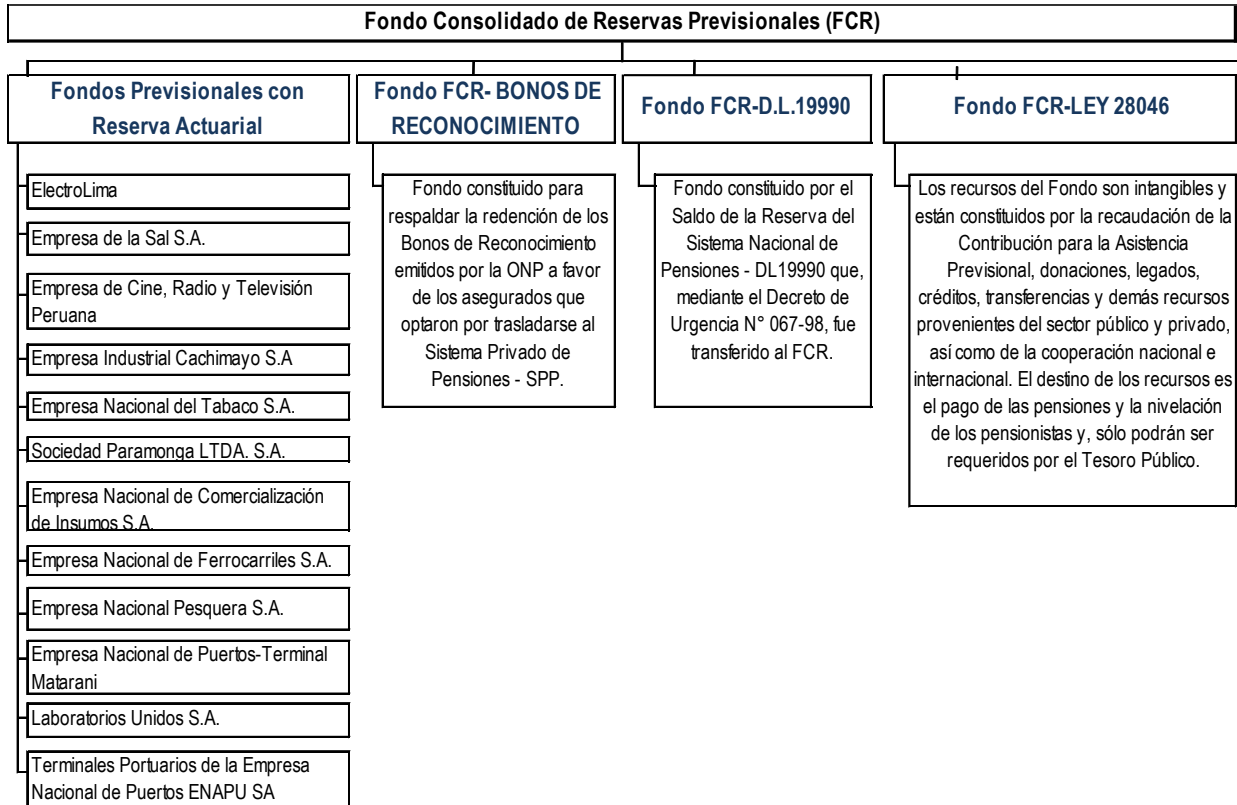 Fondo Consolidado de Reservas Previsionales (FCR)
Fondos Previsionales con
Reserva Actuarial
ElectroLima
Empresa de la Sal S.A.
Empresa de Cine, Radio y Televisión
Peruana
Empresa Industrial Cachimayo S.A
Empresa Nacional del Tabaco S.A.
Sociedad Paramonga LTDA. S.A.
Empresa Nacional de Comercialización
de Insumos S.A.
Empresa Nacional de Ferrocarriles S.A.
Empresa Nacional Pesquera S.A.
Empresa Nacional de Puertos-Terminal
Matarani
Laboratorios Unidos S.A.
Terminales Portuarios de la Empresa
Nacional de Puertos ENAPU SA
Fondo FCR- BONOS DE
RECONOCIMIENTO
Fondo constituido para
respaldar la redención de los
Bonos de Reconocimiento
emitidos por la ONP a favor
de los asegurados que
optaron por trasladarse al
Sistema Privado de
Pensiones - SPP.
Fondo FCR-D.L.19990
Fondo constituido por el
Saldo de la Reserva del
Sistema Nacional de
Pensiones - DL19990 que,
mediante el Decreto de
Urgencia N° 067-98, fue
transferido al FCR.
Fondo FCR-LEY 28046
Los recursos del Fondo son intangibles y
están constituidos por la recaudación de la
Contribución para la Asistencia
Previsional, donaciones, legados,
créditos, transferencias y demás recursos
provenientes del sector público y privado,
así como de la cooperación nacional e
internacional. El destino de los recursos es
el pago de las pensiones y la nivelación
de los pensionistas y, sólo podrán ser
requeridos por el Tesoro Público.